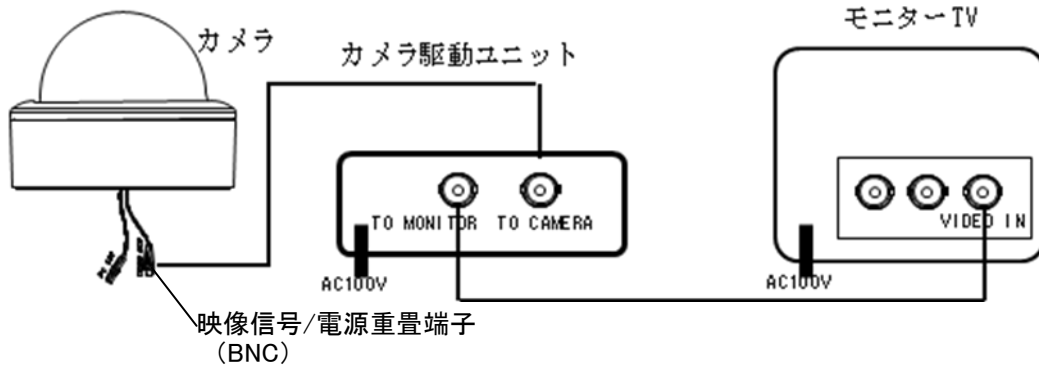 モニターTV
カメラ
カメラ駆動ユニット
TO MONITOR TO CAMERA
VIDEO IN
AC100V
AC100V
映像信号/電源重畳端子
(BNC)